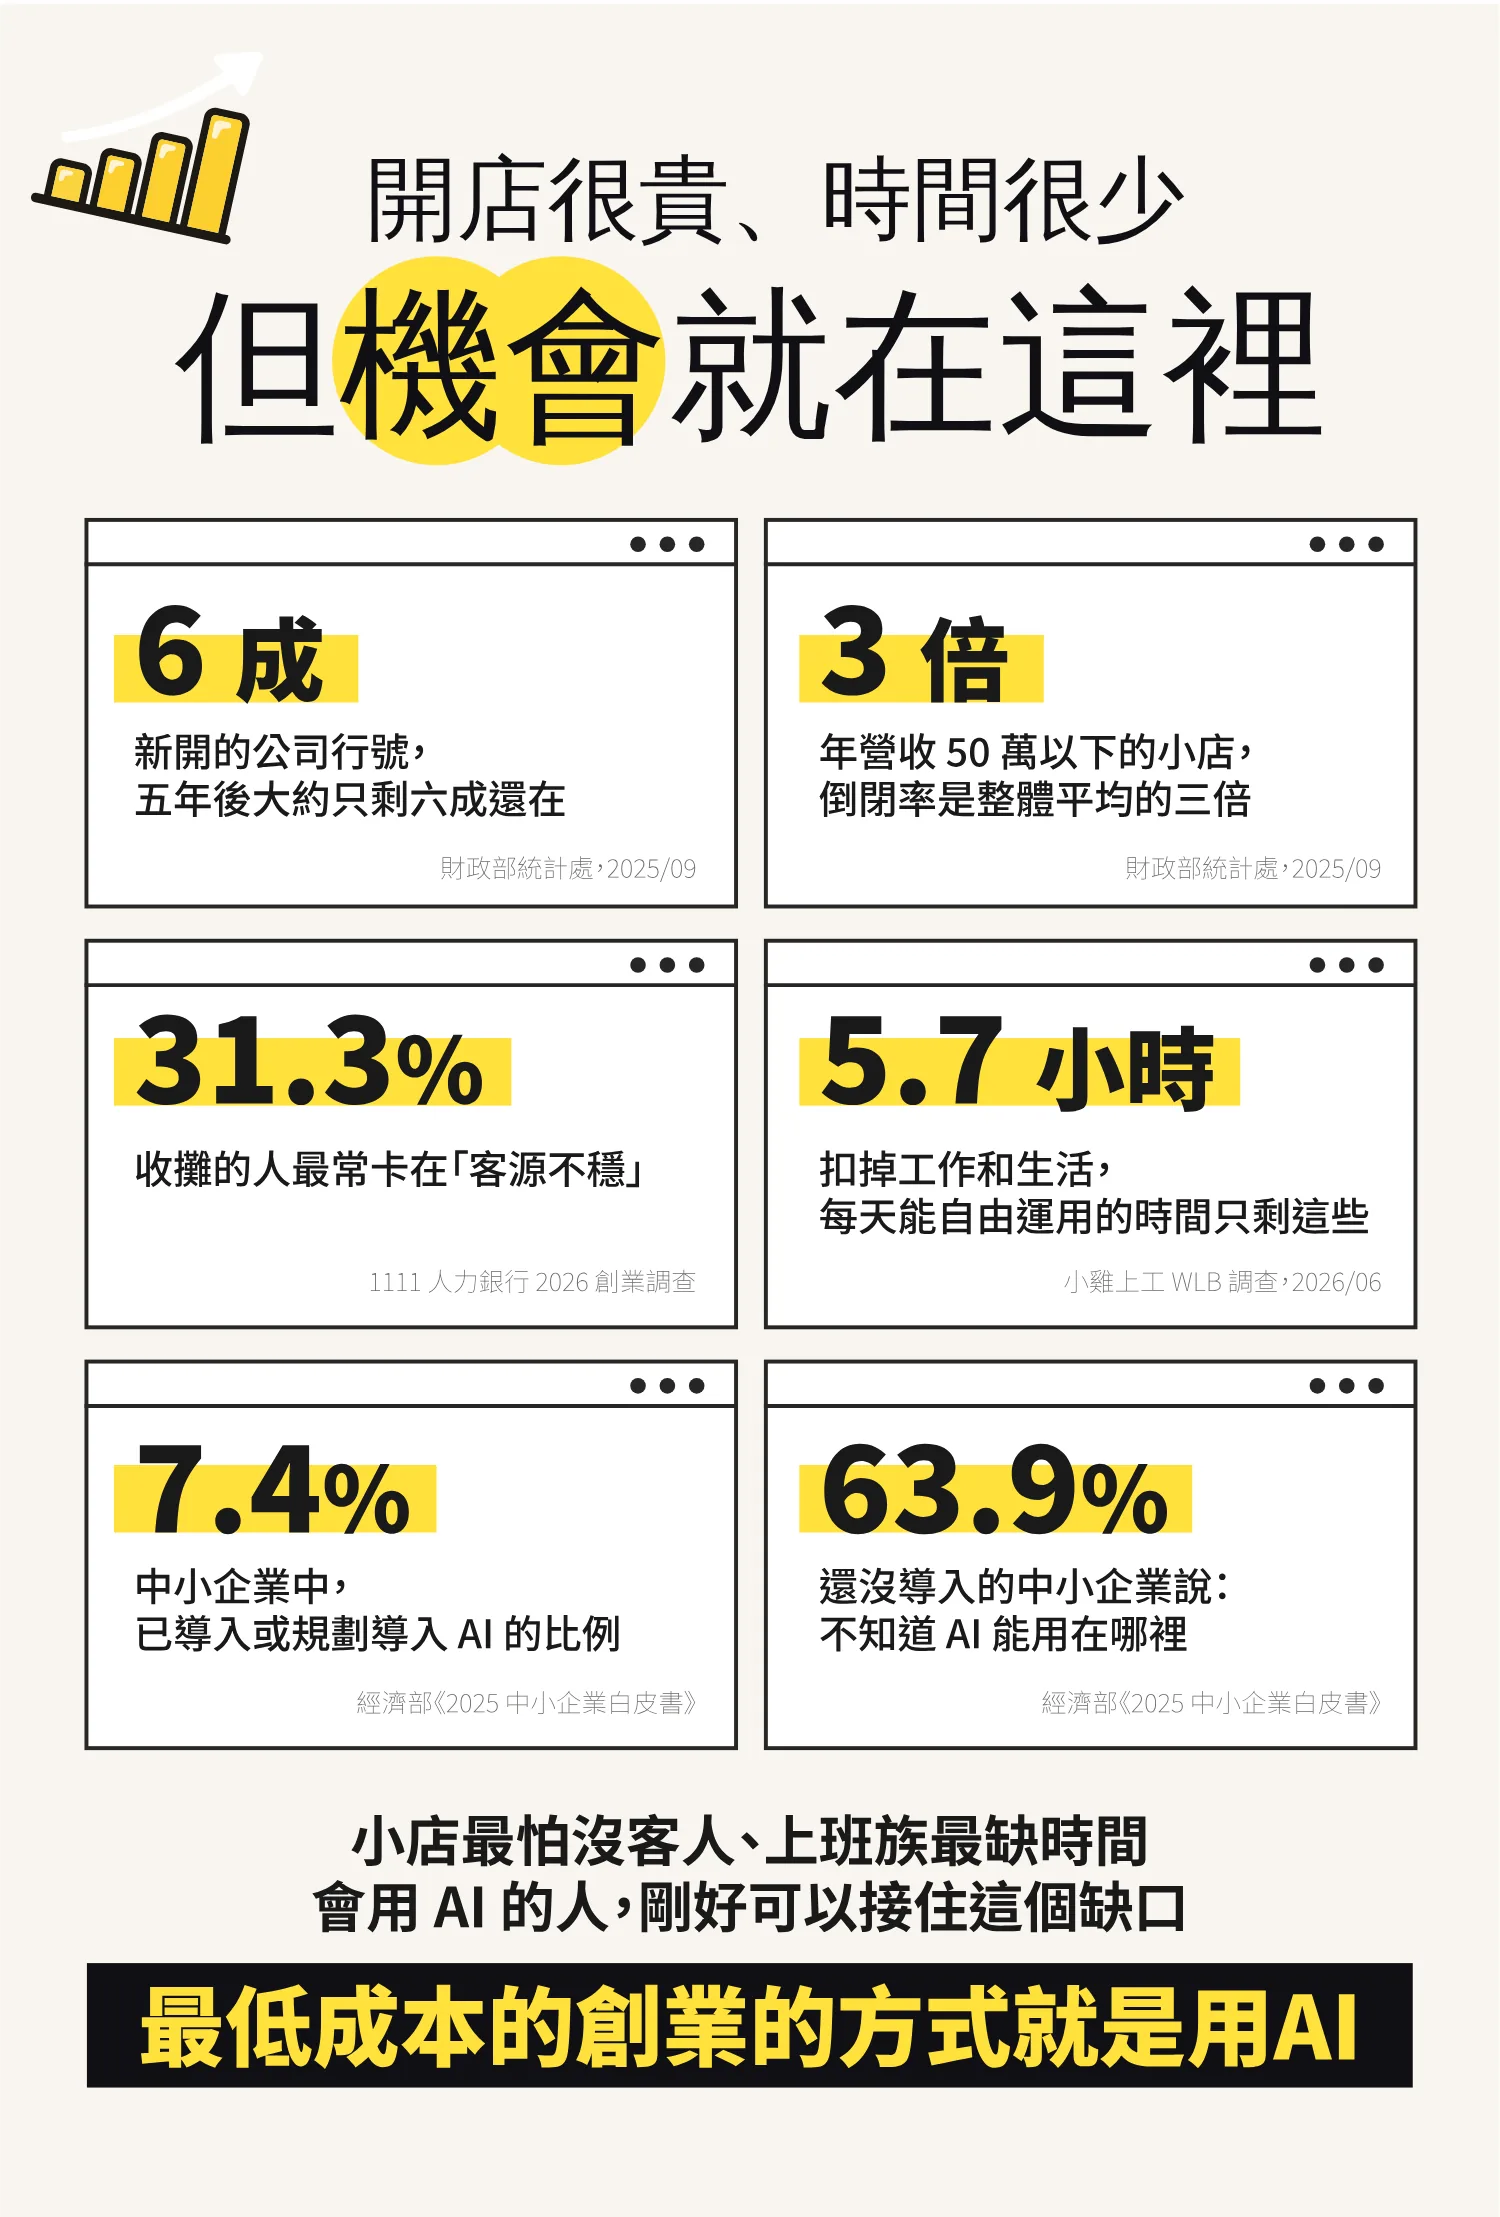 開店很貴、時間很少
但機會就在這裡
6 成
新開的公司行號，
五年後大約只剩六成還在
財政部統計處，2025/09
3 倍
年營收 50 萬以下的小店，
倒閉率是整體平均的三倍
財政部統計處，2025/09
31.3%
收攤的人最常卡在「客源不穩」
1111 人力銀行 2026 創業調查
5.7 小時
扣掉工作和生活，
每天能自由運用的時間只剩這些
小雞上工 WLB 調查，2026/06
7.4%
中小企業中，
已導入或規劃導入 AI 的比例
經濟部《2025 中小企業白皮書》
63.9%
還沒導入的中小企業說：
不知道 AI 能用在哪裡
經濟部《2025 中小企業白皮書》
小店最怕沒客人、上班族最缺時間
會用 AI 的人，剛好可以接住這個缺口
最低成本的創業的方式就是用AI